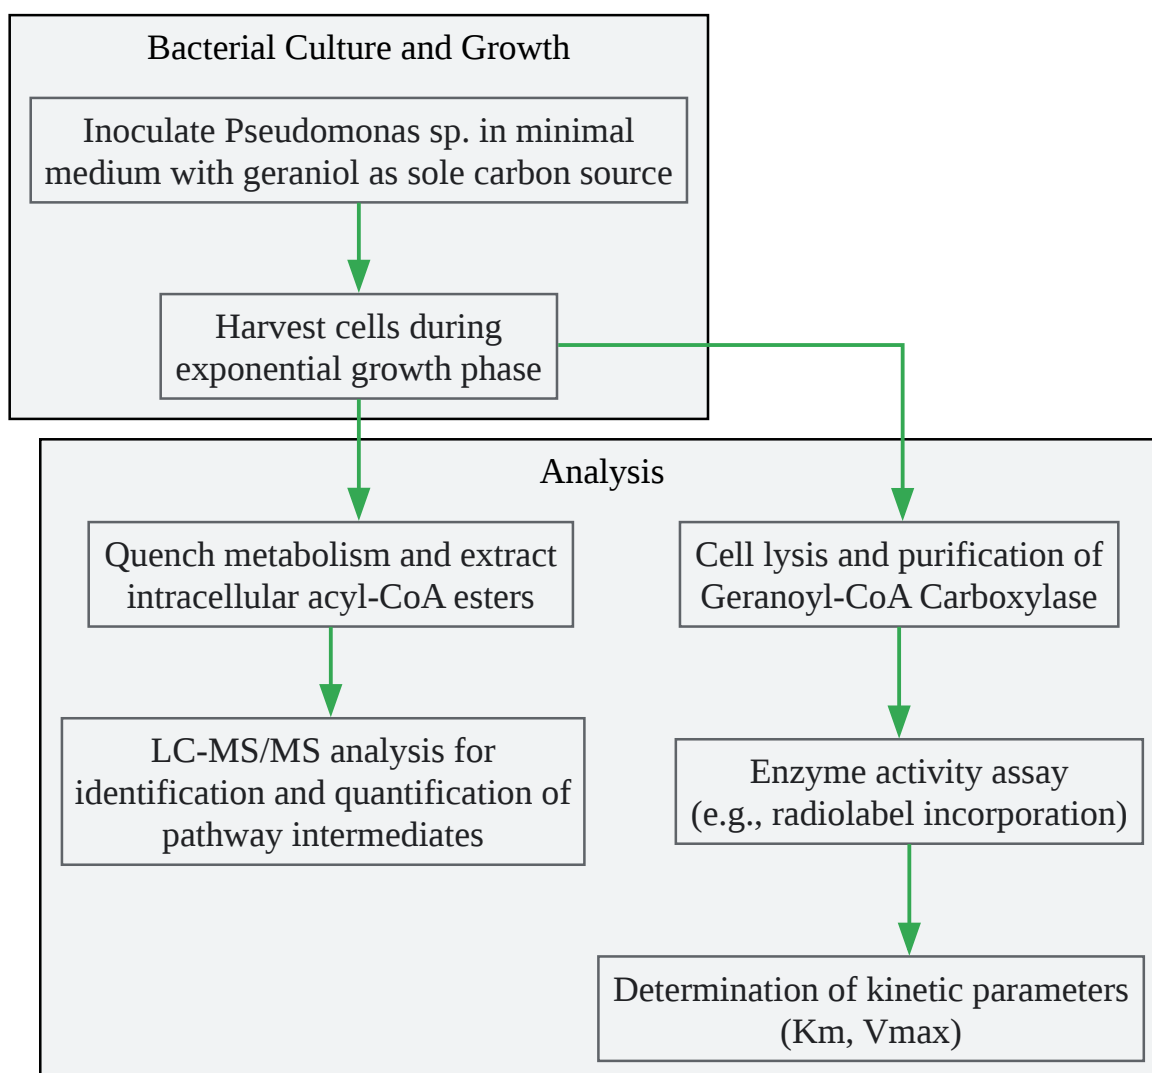 Bacterial Culture and Growth
Inoculate Pseudomonas sp. in minimal
medium with geraniol as sole carbon source
Harvest cells during
exponential growth phase
Analysis
Quench metabolism and extract
intracellular acyl-CoA esters
LC-MS/MS analysis for
identification and quantification of
pathway intermediates
Cell lysis and purification of
Geranoyl-CoA Carboxylase
Enzyme activity assay
(e.g., radiolabel incorporation)
Determination of kinetic parameters
(Km, Vmax)